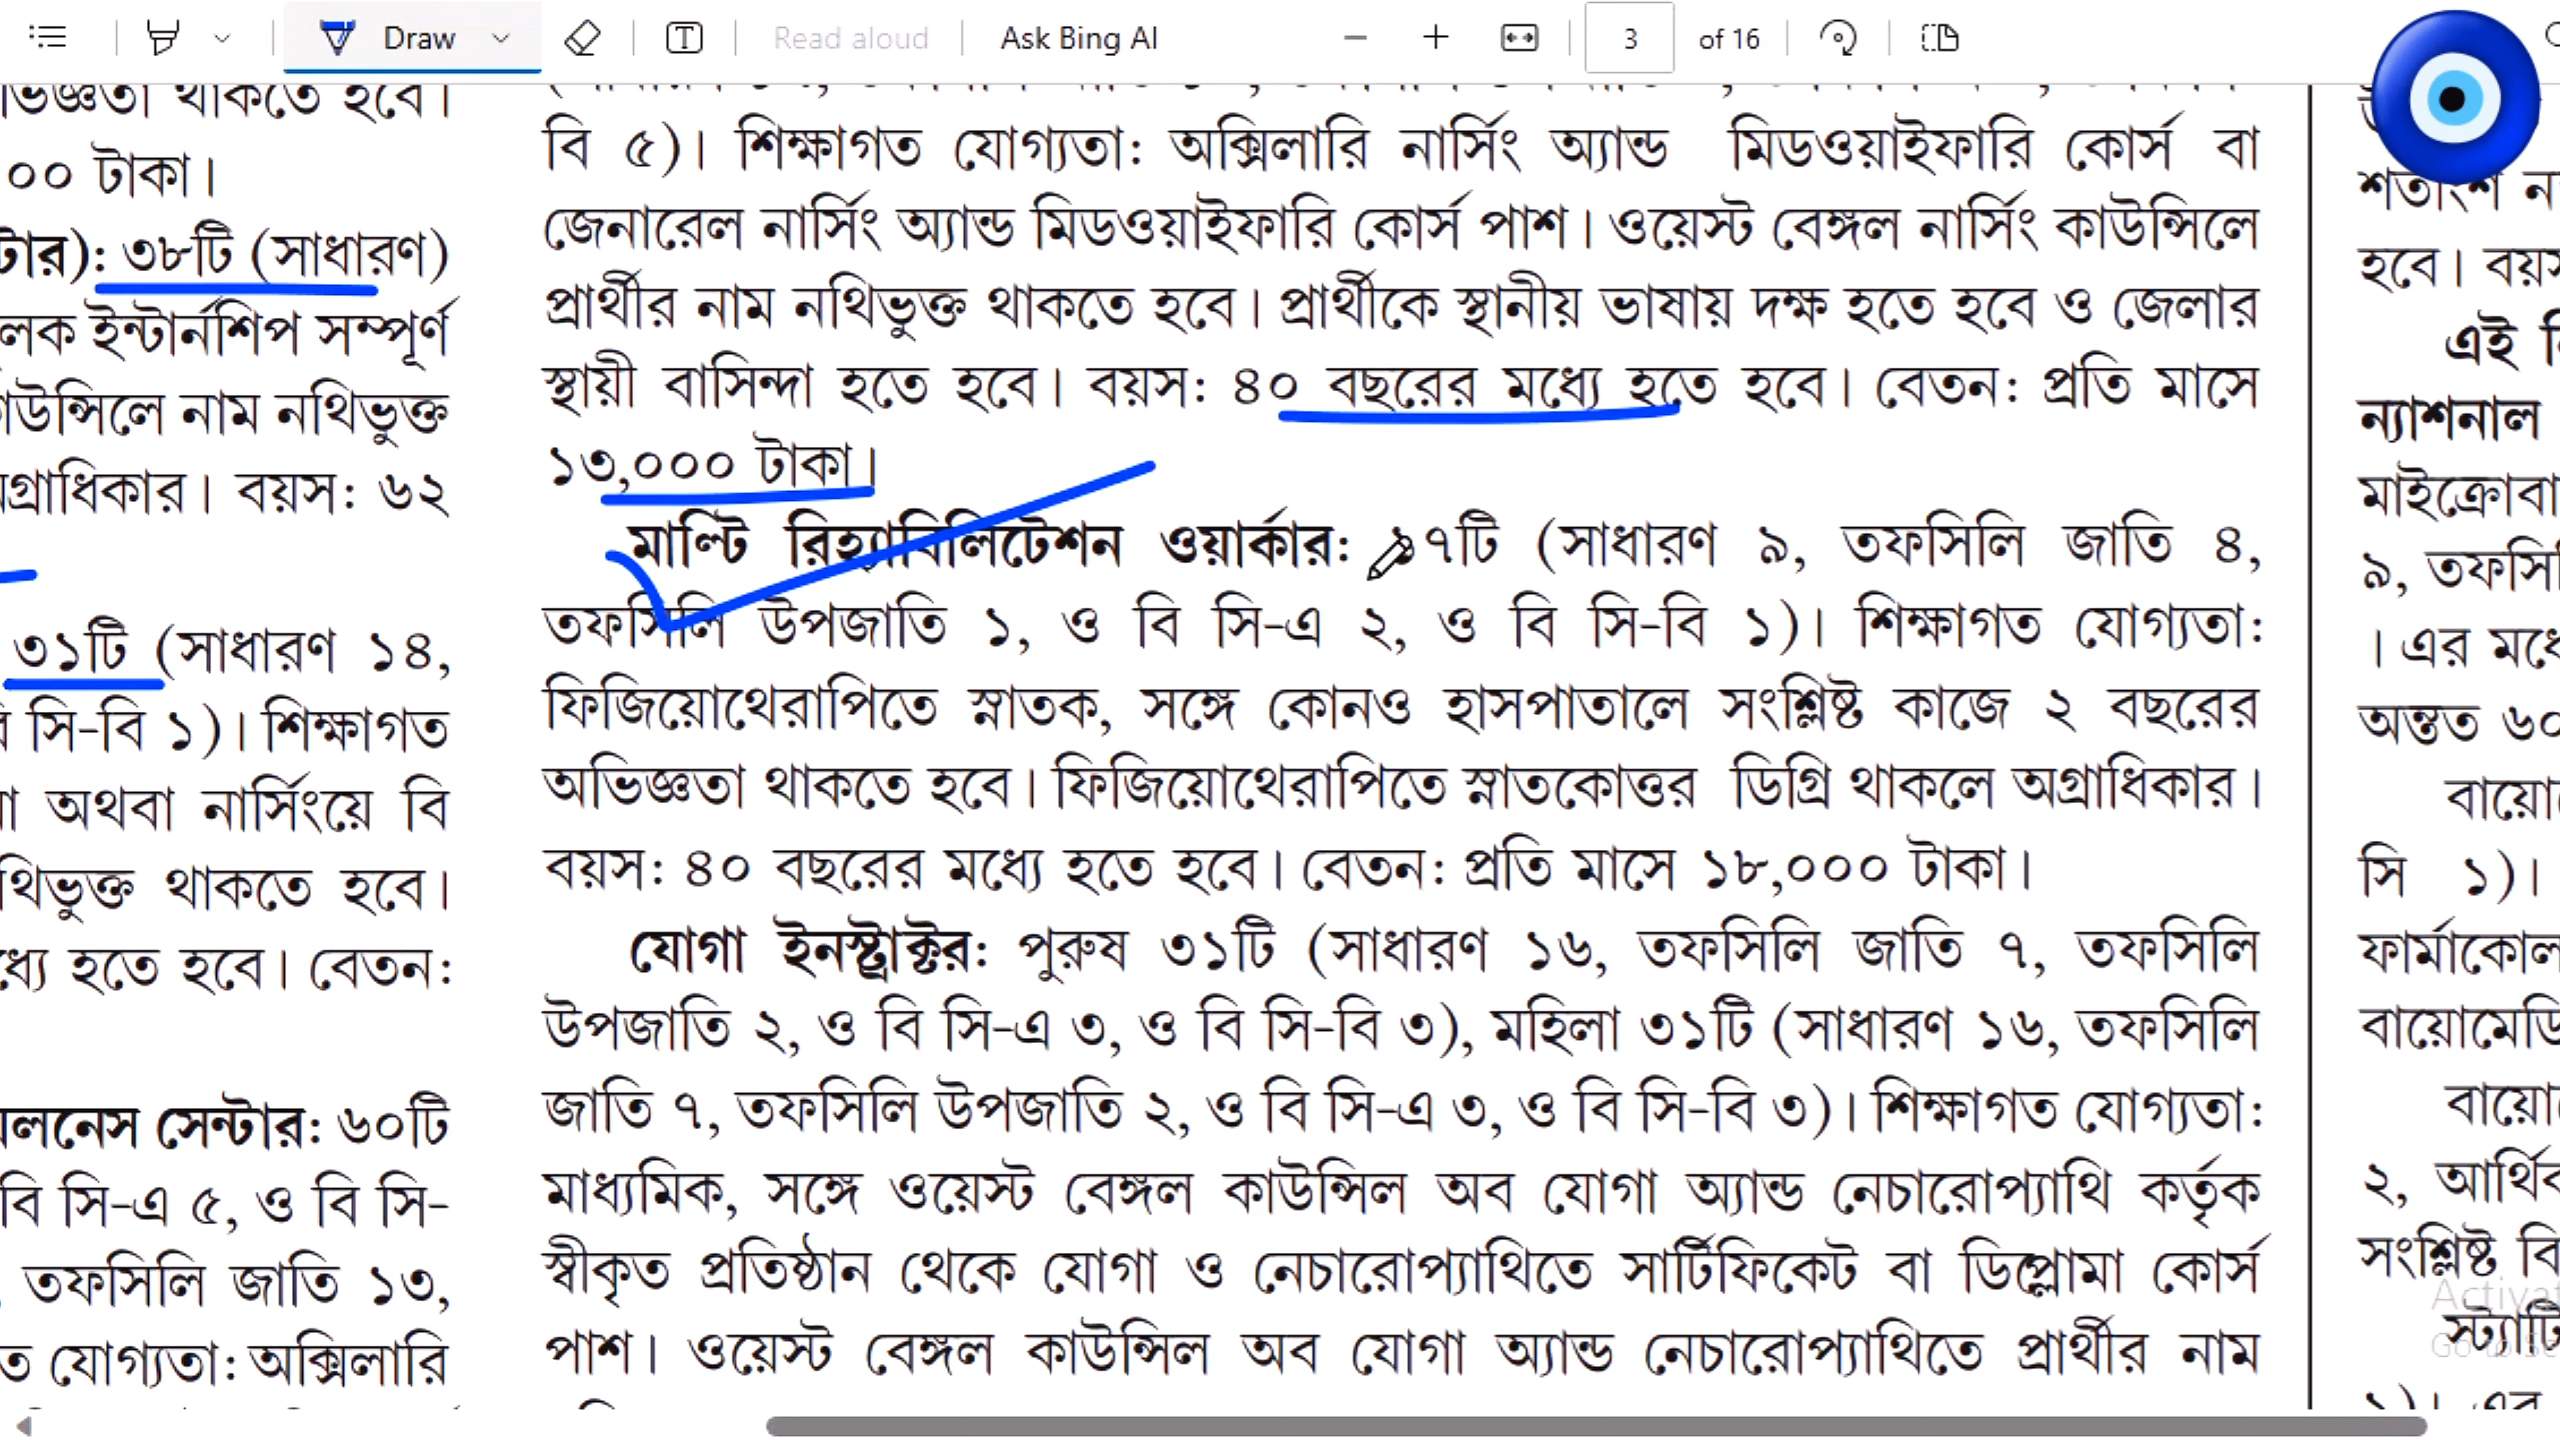 Draw
Read aloud
Ask Bing AI
3
of 16
থাকতে হবে।
০০ টাকা।
৩৮টি (সাধারণ)
ইন্টার্নশিপ সম্পূর্ণ
নাম নথিভুক্ত
বয়স: ৬২
৩১টি (সাধারণ ১৪,
সি-বি ১)। শিক্ষাগত
অথবা নার্সিংয়ে বি
থাকতে হবে।
হতে হবে। বেতন:
সেন্টার: ৬০টি
বি সি-এ ৫, ও বি সি-
তফসিলি জাতি ১৩,
যোগ্যতা: অক্সিলারি
বি ৫)। শিক্ষাগত যোগ্যতা: অক্সিলারি নার্সিং অ্যান্ড মিডওয়াইফারি কোর্স বা
জেনারেল নার্সিং অ্যান্ড মিডওয়াইফারি কোর্স পাশ। ওয়েস্ট বেঙ্গল নার্সিং কাউন্সিলে
প্রার্থীর নাম নথিভুক্ত থাকতে হবে। প্রার্থীকে স্থানীয় ভাষায় দক্ষ হতে হবে ও জেলার
স্থায়ী বাসিন্দা হতে হবে। বয়স: ৪০ বছরের মধ্যে হতে হবে। বেতন: প্রতি মাসে
১৩,০০০ টাকা।
মাল্টি রিহ্যাবিলিটেশন ওয়ার্কার: ১৭টি (সাধারণ ৯, তফসিলি জাতি ৪,
তফসিলি উপজাতি ১, ও বি সি-এ ২, ও বি সি-বি ১)। শিক্ষাগত যোগ্যতা:
ফিজিয়োথেরাপিতে স্নাতক, সঙ্গে কোনও হাসপাতালে সংশ্লিষ্ট কাজে ২ বছরের
অভিজ্ঞতা থাকতে হবে। ফিজিয়োথেরাপিতে স্নাতকোত্তর ডিগ্রি থাকলে অগ্রাধিকার।
বয়স: ৪০ বছরের মধ্যে হতে হবে। বেতন: প্রতি মাসে ১৮,০০০ টাকা।
যোগা ইনস্ট্রাক্টর: পুরুষ ৩১টি (সাধারণ ১৬, তফসিলি জাতি ৭, তফসিলি
উপজাতি ২, ও বি সি-এ ৩, ও বি সি-বি ৩), মহিলা ৩১টি (সাধারণ ১৬, তফসিলি
জাতি ৭, তফসিলি উপজাতি ২, ও বি সি-এ ৩, ও বি সি-বি ৩)। শিক্ষাগত যোগ্যতা:
মাধ্যমিক, সঙ্গে ওয়েস্ট বেঙ্গল কাউন্সিল অব যোগা অ্যান্ড নেচারোপ্যাথি কর্তৃক
স্বীকৃত প্রতিষ্ঠান থেকে যোগা ও নেচারোপ্যাথিতে সার্টিফিকেট বা ডিপ্লোমা কোর্স
পাশ। ওয়েস্ট বেঙ্গল কাউন্সিল অব যোগা অ্যান্ড নেচারোপ্যাথিতে প্রার্থীর নাম
শতাংশ
হবে।
এই
ন্যাশনাল
৯,
। এর
অন্তত
সি ১)।
২,
সংশ্লিষ্ট